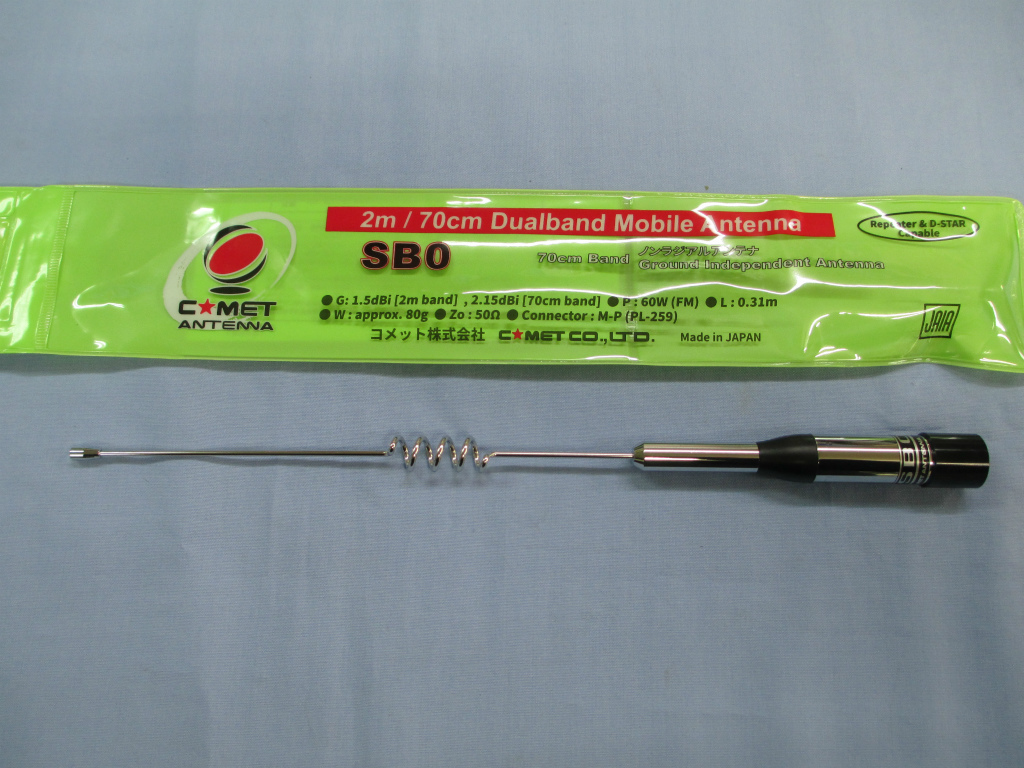 2m / 70cm Dualband Mobile Antenna
Repeater & D-STAR
Capable
SB0
70cm Band
ノンラジアルアンテナ
Ground Independent Antenna
C★MET
ANTENNA
● G: 1.5dBi [2m band] , 2.15dBi [70cm band] ● P : 60W (FM) ● L : 0.31m
● W : approx. 80g ● Zo : 50Ω ● Connector : M-P (PL-259)
コメット株式会社 C★MET CO., LTD. Made in JAPAN
JAIA
SB